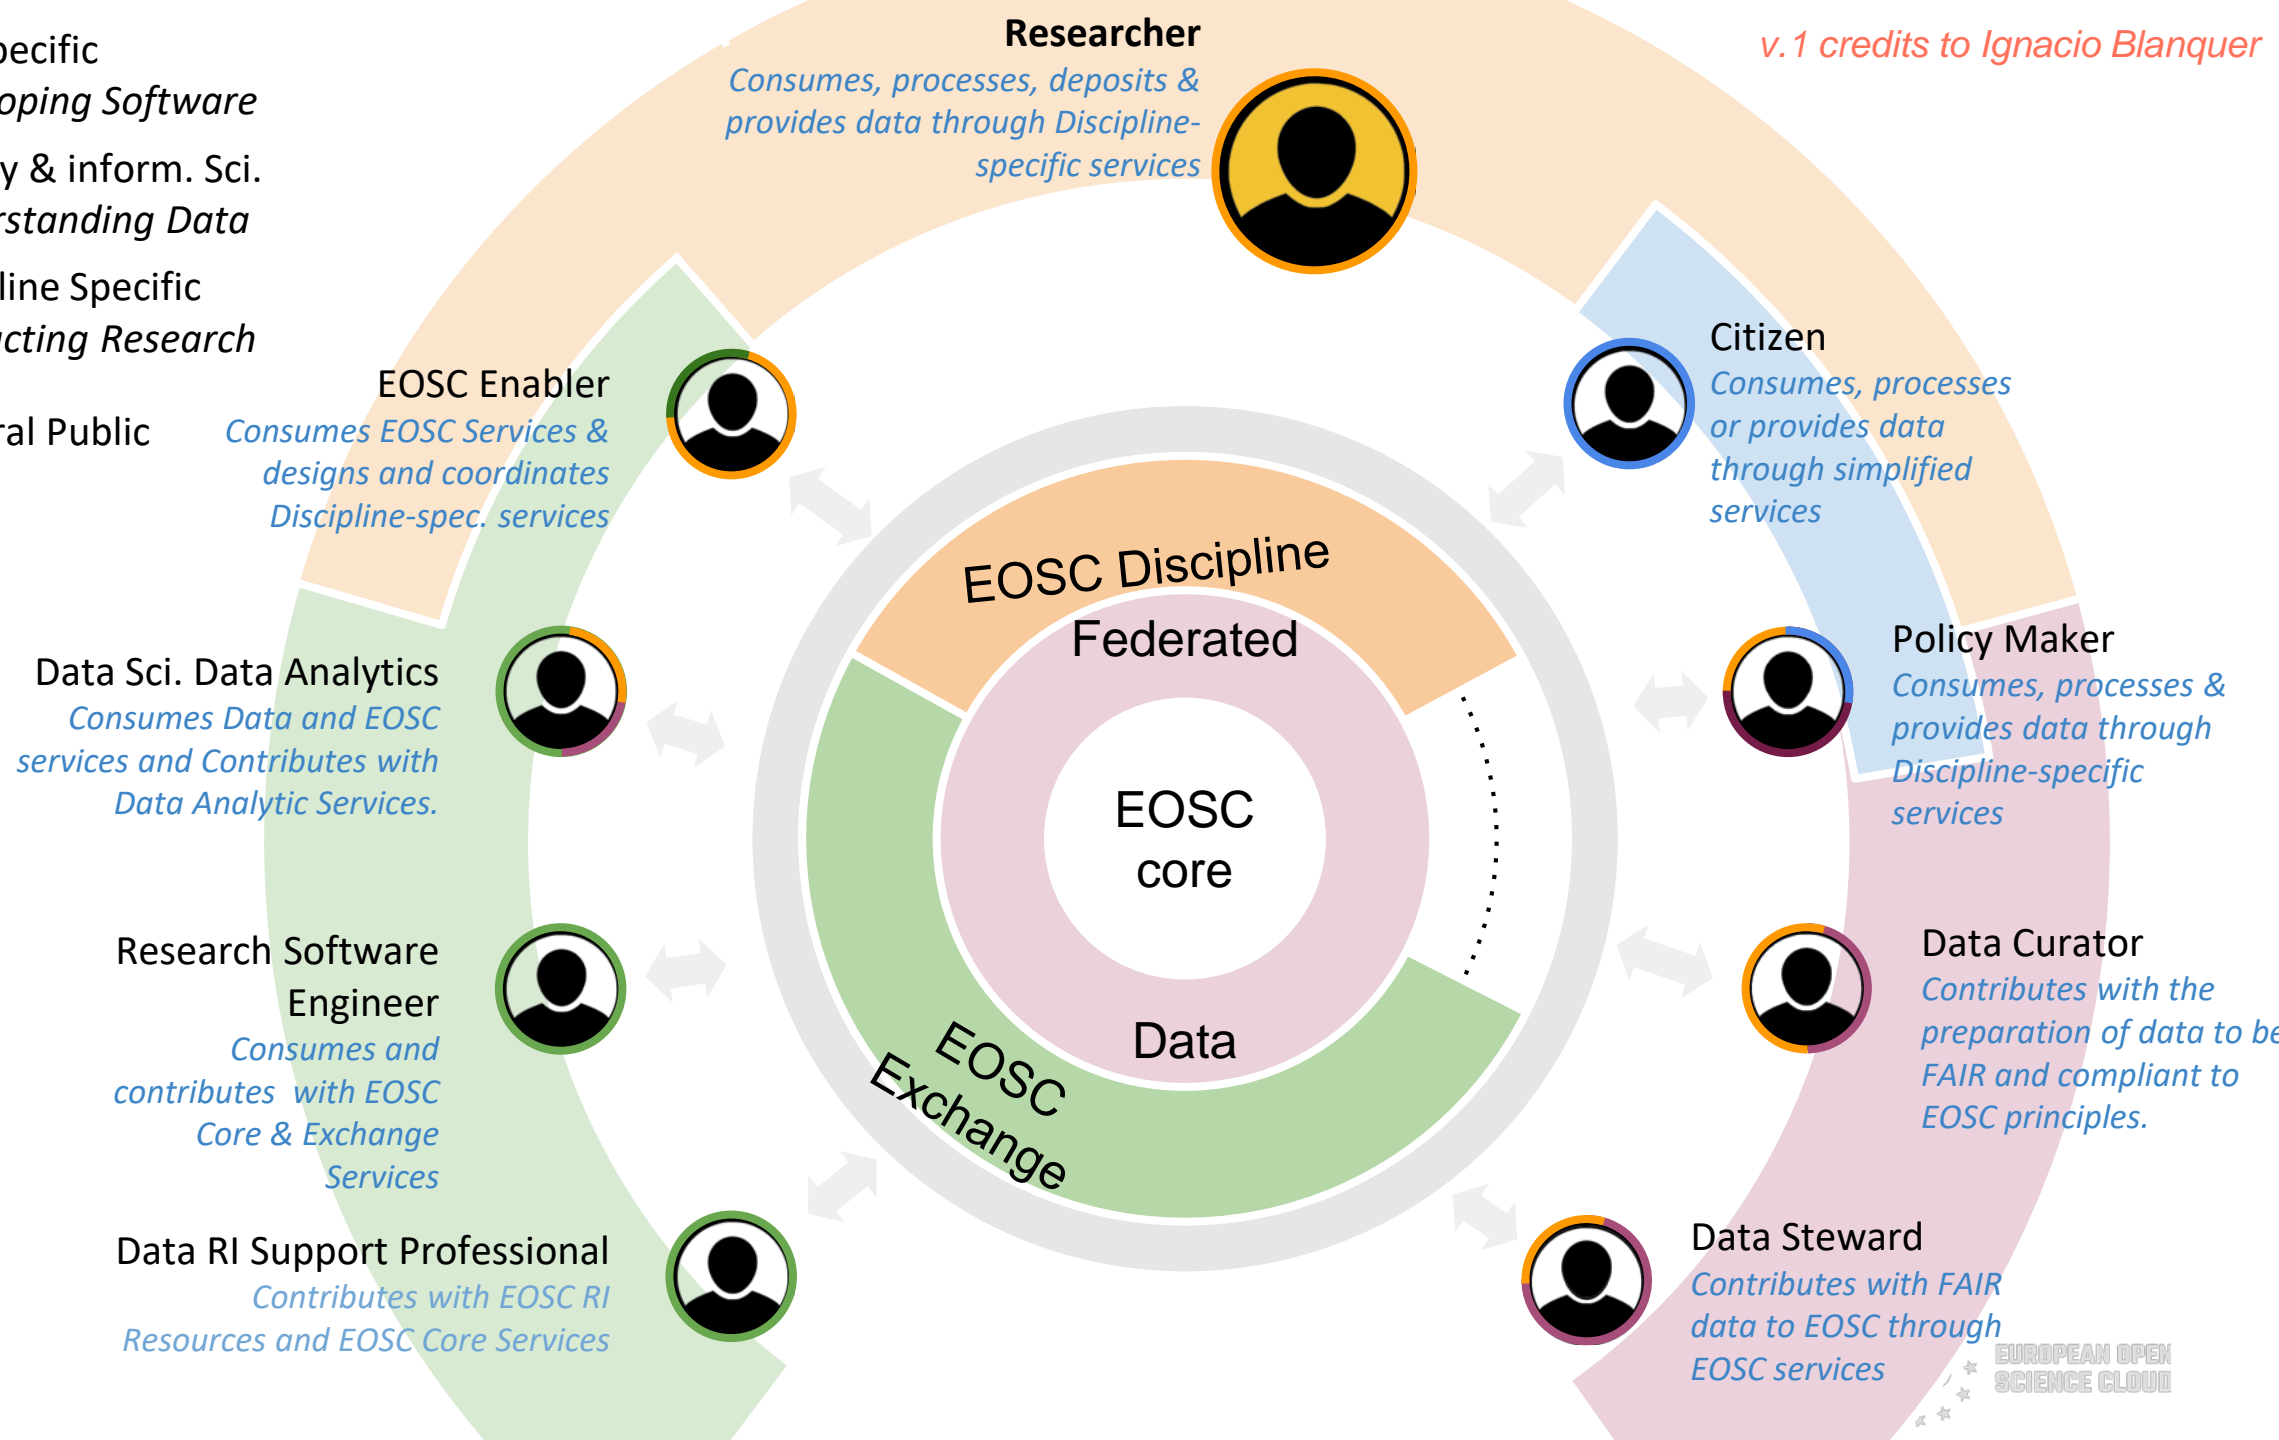 v.1 credits to Ignacio Blanquer
Researcher
Consumes, processes, deposits &
provides data through Discipline-
specific services
oping Software
y & inform. Sci.
rstanding Data
line Specific
cting Research
ral Public
EOSC Enabler
Consumes EOSC Services &
designs and coordinates
Discipline-spec. services
Citizen
Consumes, processes
or provides data
through simplified
services
Data Sci. Data Analytics
Consumes Data and EOSC
services and Contributes with
Data Analytic Services.
Policy Maker
Consumes, processes &
provides data through
Discipline-specific
services
EOSC Discipline
Federated
EOSC
core
Data
EOSC
Exchange
Research Software
Engineer
Consumes and
contributes with EOSC
Core & Exchange
Services
Data Curator
Contributes with the
preparation of data to be
FAIR and compliant to
EOSC principles.
Data RI Support Professional
Contributes with EOSC RI
Resources and EOSC Core Services
Data Steward
Contributes with FAIR
data to EOSC through
EOSC services
EUROPEAN OPEN
SCIENCE CLOUD